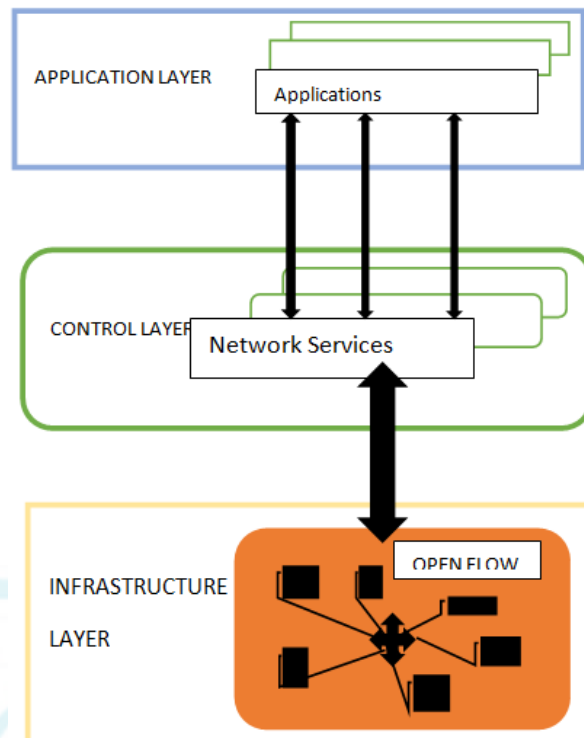 APPLICATION LAYER
Applications
CONTROL LAYER
Network Services
OPEN FLOW
INFRASTRUCTURE
LAYER